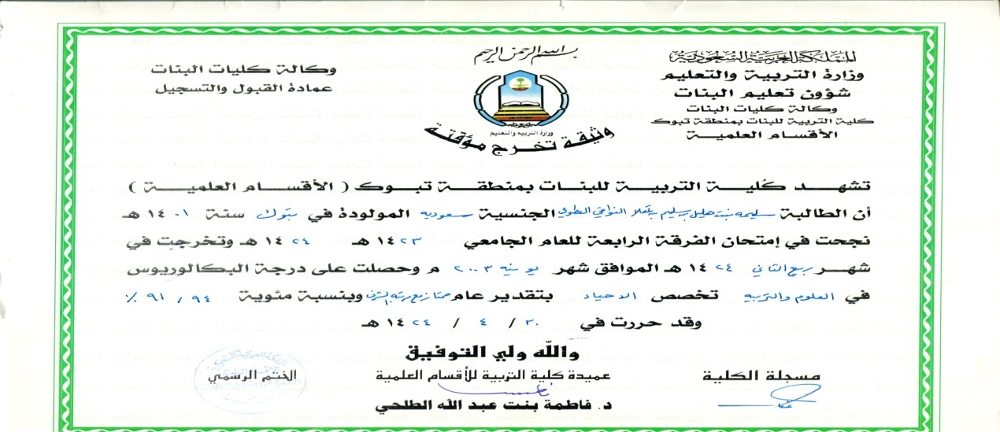 بسم الله الرحمن الرحيم
المملكة العربية السعودية
وزارة التربية والتعليم
شؤون تعليم البنات
وكالة كليات البنات
كلية التربية للبنات بمنطقة تبوك
الأقسام العلمية
وكالة كليات البنات
عمادة القبول والتسجيل
وزارة التربية والتعليم
وثيقة تخرج مؤقتة
تشهد كلية التربية للبنات بمنطقة تبوك ( الأقسام العلمية )
أن الطالبة سليمه بنت هليل بن سليم العطوي الجنسية سعوديه المولودة في تبوك سنة ١٤٠١ هـ
نجحت في إمتحان الفرقة الرابعة للعام الجامعي ١٤٢٣ هـ ١٤٢٤ هـ وتخرجت في
شهر ربيع الثاني ١٤٢٤ هـ الموافق شهر يونيه ٢٠٠٣ م وحصلت على درجة البكالوريوس
في العلوم والتربيه تخصص الاحياء بتقدير عام ممتاز مع مرتبة الشرف وبنسبة مئوية ٩١/٩٤ %
وقد حررت في ٣٠ / ٤ / ١٤٢٤ هـ
والله ولي التوفيق
مسجلة الكلية
عميدة كلية التربية للأقسام العلمية
الختم الرسمي
د. فاطمة بنت عبد الله الطلحي